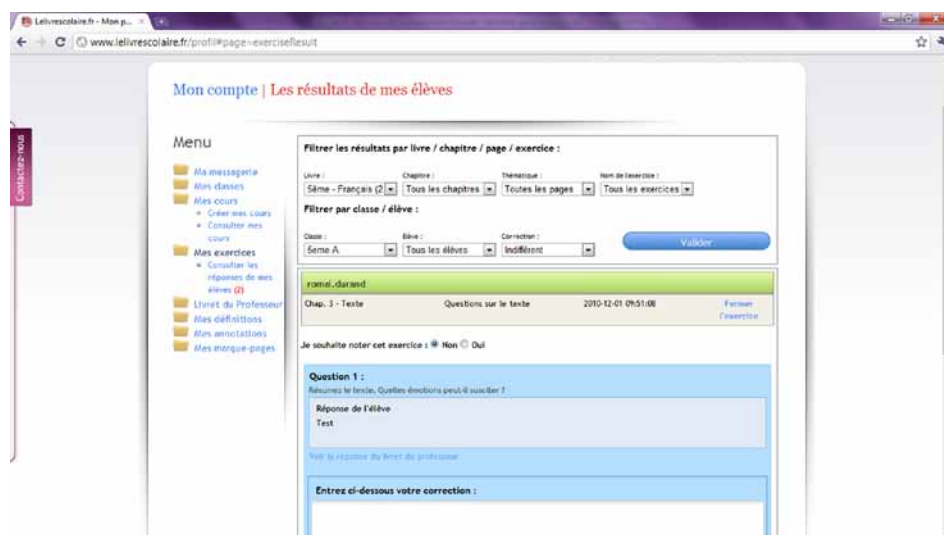 Lelivrescolaire.fr - Mon p...
www.lelivrescolaire.fr/profil#page=exerciseResult
Contactez-nous
Mon compte | Les résultats de mes élèves
Menu
Ma messagerie
Mes classes
Mes cours
Créer mes cours
Consulter mes
cours
Mes exercices
Consulter les
réponses de mes
élèves (2)
Livret du Professeur
Mes définitions
Mes annotations
Mes marque-pages
Filtrer les résultats par livre / chapitre / page / exercice :
Livre : Chapitre : Thématique : Nom de l'exercice :
5ème - Français (2 Tous les chapitres Toutes les pages Tous les exercices
Filtrer par classe / élève :
Classe : Élève : Correction :
5eme A Tous les élèves Indifférent Valider
romai.durand
Chap. 3 - Texte Questions sur le texte 2010-12-01 09:51:08 Fermer
l'exercice
Je souhaite noter cet exercice : Non Oui
Question 1 :
Résumez le texte. Quelles émotions peut-il susciter ?
Réponse de l'élève
Test
Voir la réponse du livret du professeur
Entrez ci-dessous votre correction :